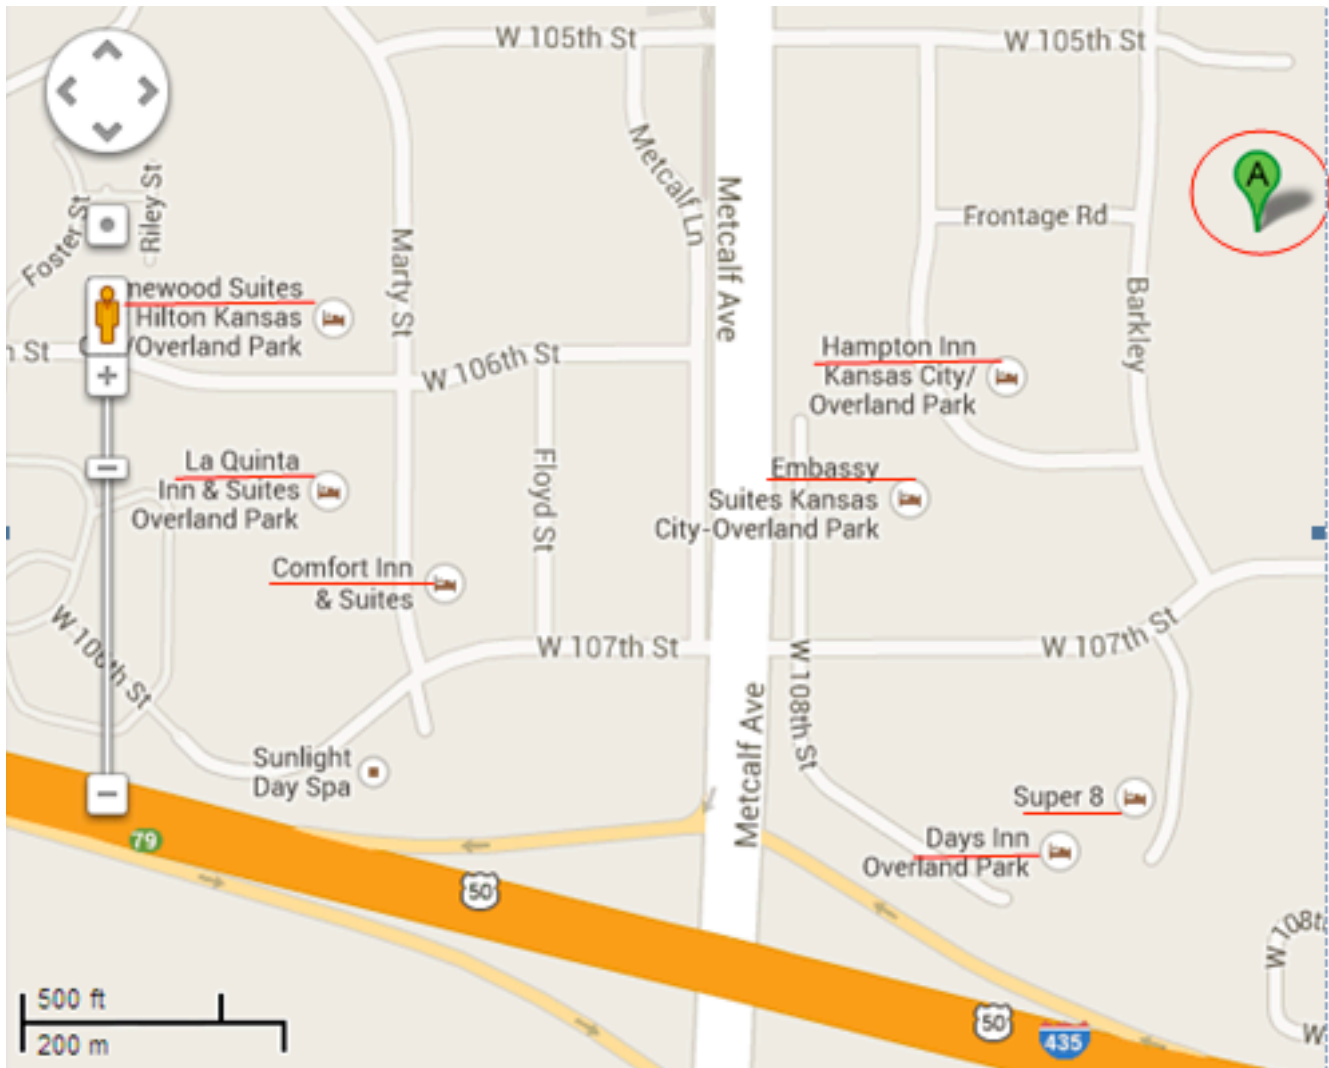 W 105th St
W 105th St
A
Metcalf Ln
Metcalf Ave
Riley St
Foster St
Frontage Rd
Marty St
Barkley
newood Suites
Hilton Kansas
/Overland Park
St
W 106th St
Hampton Inn
Kansas City/
Overland Park
La Quinta
Inn & Suites
Overland Park
Floyd St
Embassy
Suites Kansas
City-Overland Park
Comfort Inn
& Suites
W 106th St
W 107th St
W 107th St
W 108th St
Metcalf Ave
Sunlight
Day Spa
Super 8
Days Inn
Overland Park
79
50
W 108t
50
435
W
500 ft
200 m